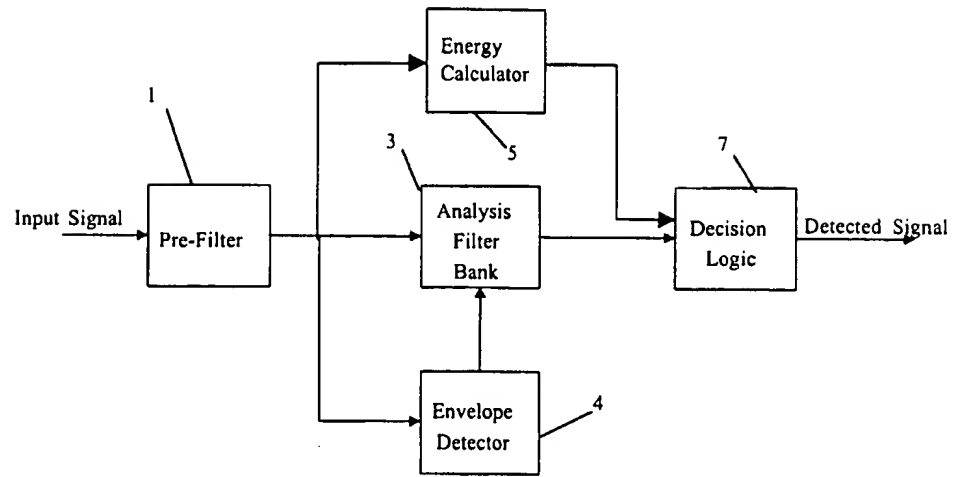 Energy
Calculator
1
5
3
7
Input Signal
Pre-Filter
Analysis
Filter
Bank
Decision
Logic
Detected Signal
Envelope
Detector
4